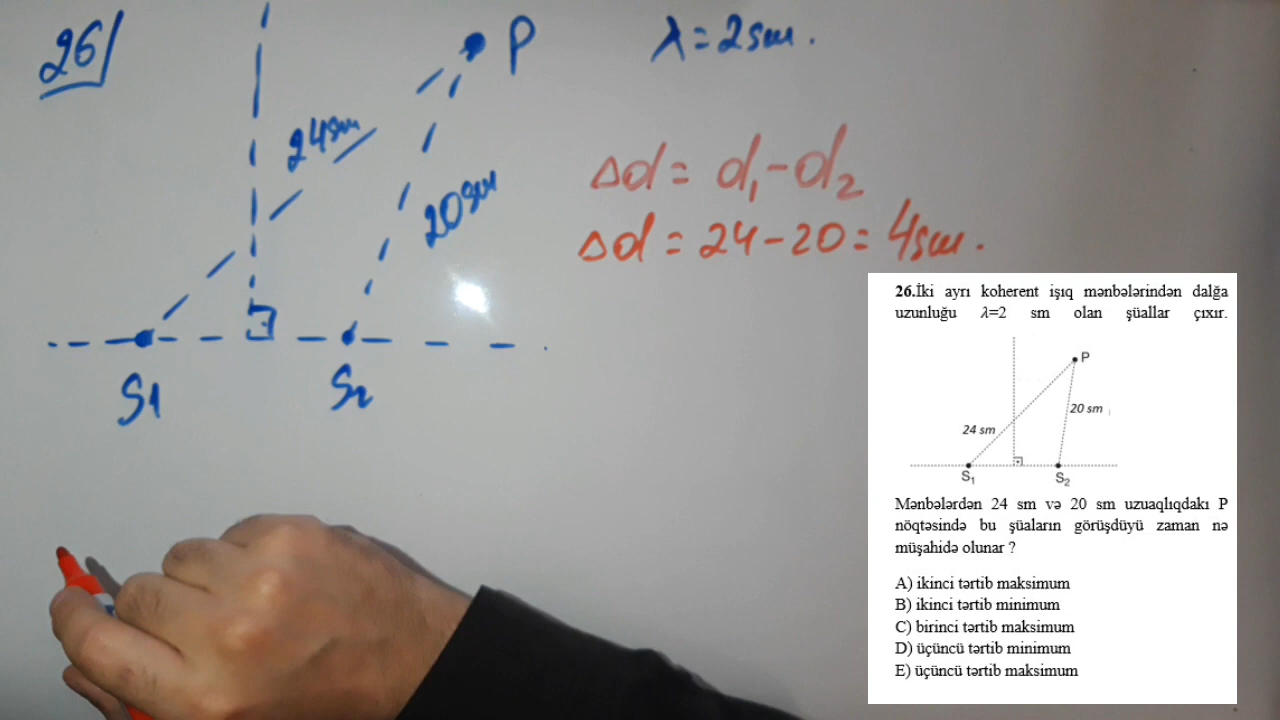 26/
P
λ=2sm.
24sm
20sm
S1
S2
Δd = d₁-d₂
Δd = 24-20 = 4sm.
26.İki ayrı koherent işıq mənbələrindən dalğa
uzunluğu λ=2 sm olan şüallar çıxır.
P
20 sm
24 sm
S₁
S₂
Mənbələrdən 24 sm və 20 sm uzuaqlıqdakı P
nöqtəsində bu şüaların görüşdüyü zaman nə
müşahidə olunar ?
A) ikinci tərtib maksimum
B) ikinci tərtib minimum
C) birinci tərtib maksimum
D) üçüncü tərtib minimum
E) üçüncü tərtib maksimum